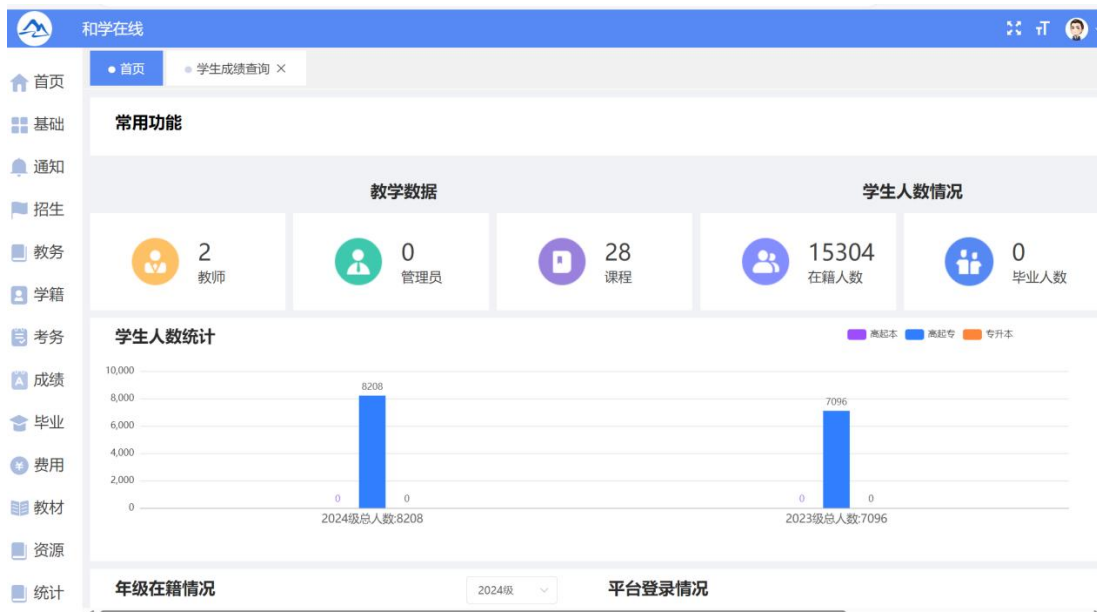 和学在线
首页
学生成绩查询 ×
首页
基础
通知
招生
教务
学籍
考务
成绩
毕业
费用
教材
资源
统计
常用功能
教学数据
学生人数情况
2
教师
0
管理员
28
课程
15304
在籍人数
0
毕业人数
学生人数统计
高起本 高起专 专升本
10,000
8,000
6,000
4,000
2,000
0
0 8208 0
2024级总人数:8208
0 7096 0
2023级总人数:7096
年级在籍情况
2024级
平台登录情况